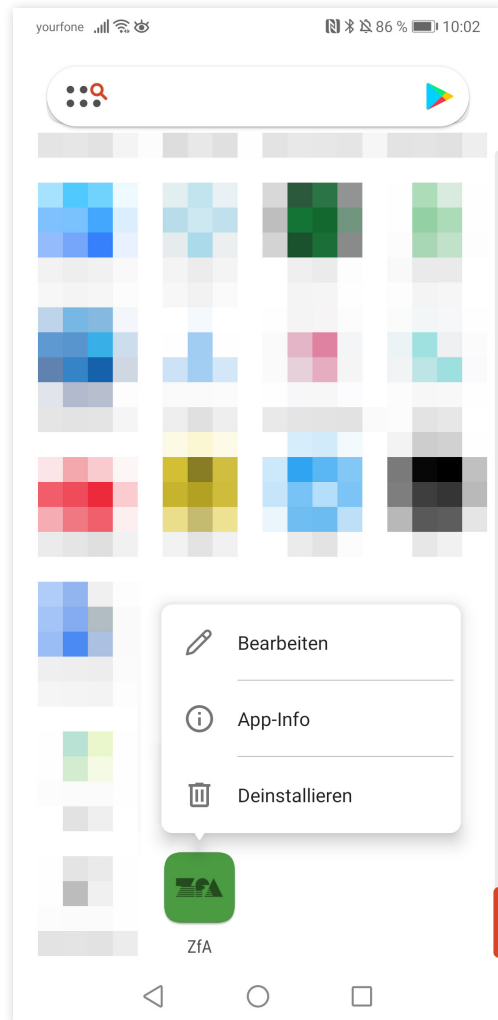 yourfone 86 % 10:02
Bearbeiten
App-Info
Deinstallieren
ZfA
ZfA